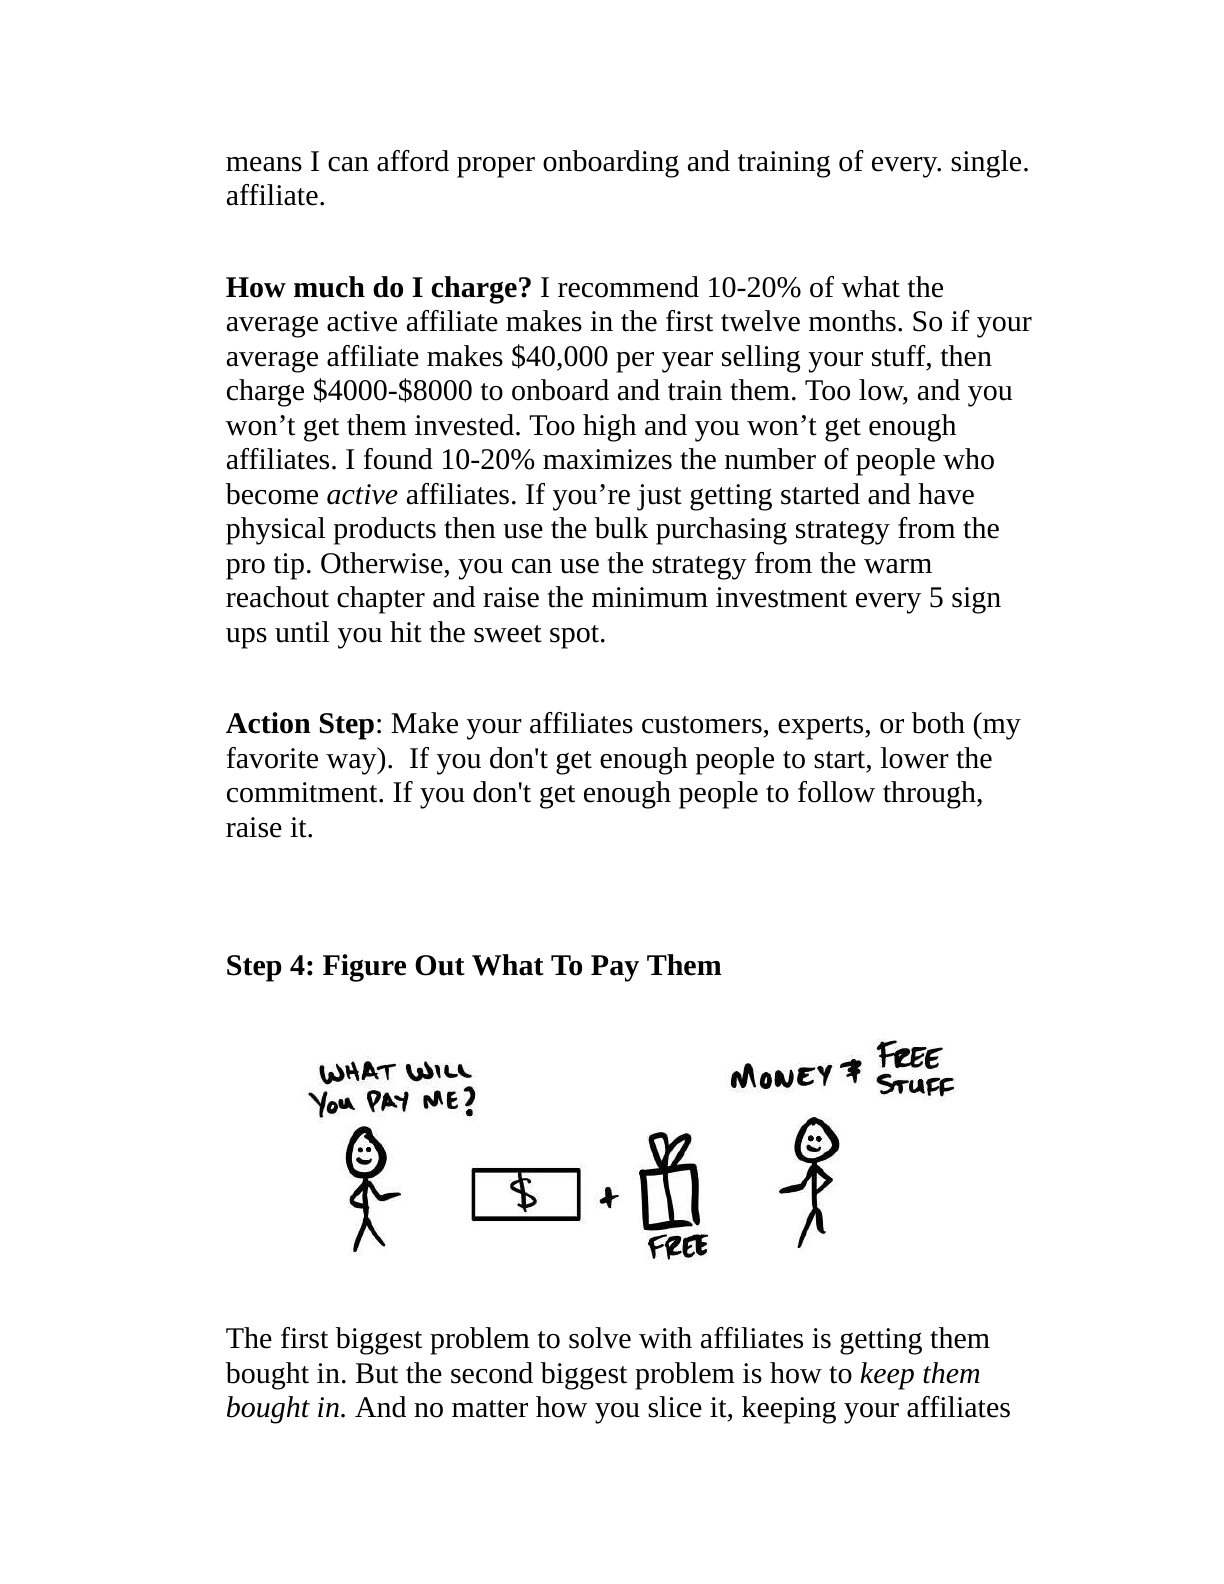 means I can afford proper onboarding and training of every. single.
affiliate.
How much do I charge? I recommend 10-20% of what the
average active affiliate makes in the first twelve months. So if your
average affiliate makes $40,000 per year selling your stuff, then
charge $4000-$8000 to onboard and train them. Too low, and you
won’t get them invested. Too high and you won’t get enough
affiliates. I found 10-20% maximizes the number of people who
become active affiliates. If you’re just getting started and have
physical products then use the bulk purchasing strategy from the
pro tip. Otherwise, you can use the strategy from the warm
reachout chapter and raise the minimum investment every 5 sign
ups until you hit the sweet spot.
Action Step: Make your affiliates customers, experts, or both (my
favorite way).  If you don't get enough people to start, lower the
commitment. If you don't get enough people to follow through,
raise it.
Step 4: Figure Out What To Pay Them
WHAT WILL
YOU PAY ME?
MONEY & FREE
STUFF
$ +
FREE
The first biggest problem to solve with affiliates is getting them
bought in. But the second biggest problem is how to keep them
bought in. And no matter how you slice it, keeping your affiliates